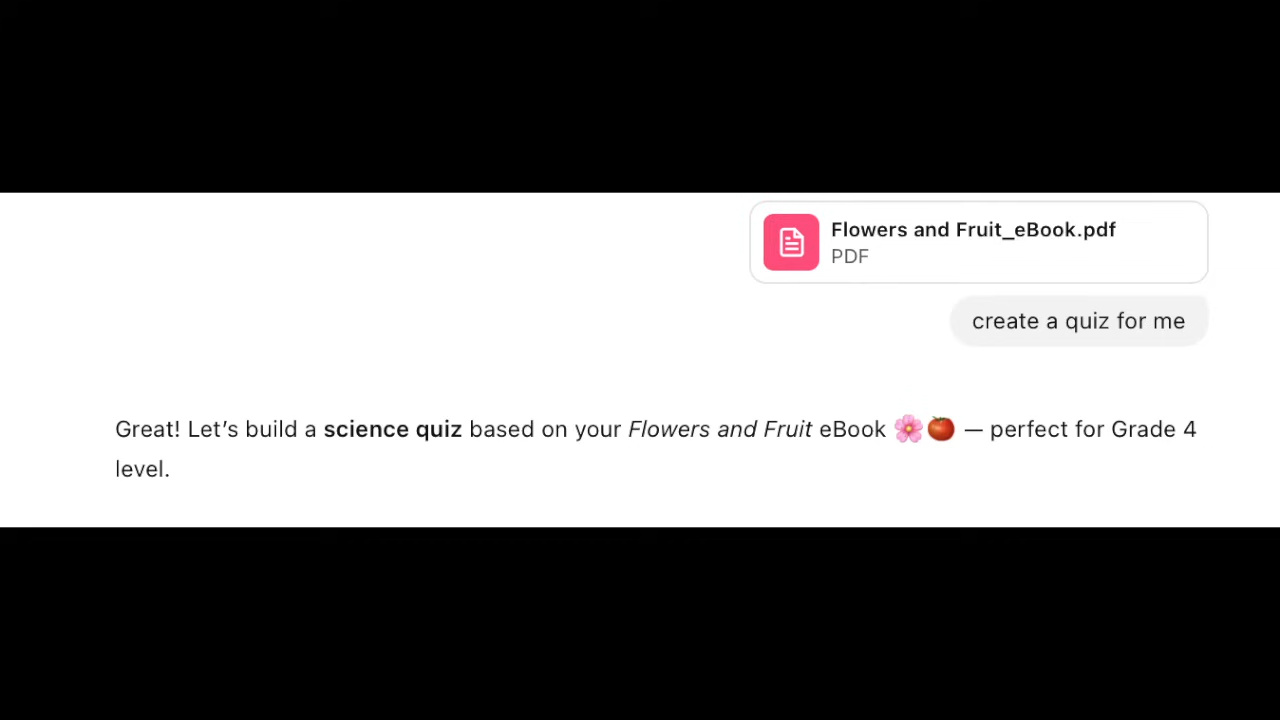 Flowers and Fruit_eBook.pdf
PDF
create a quiz for me
Great! Let’s build a science quiz based on your Flowers and Fruit eBook 🌸🍅 — perfect for Grade 4
level.